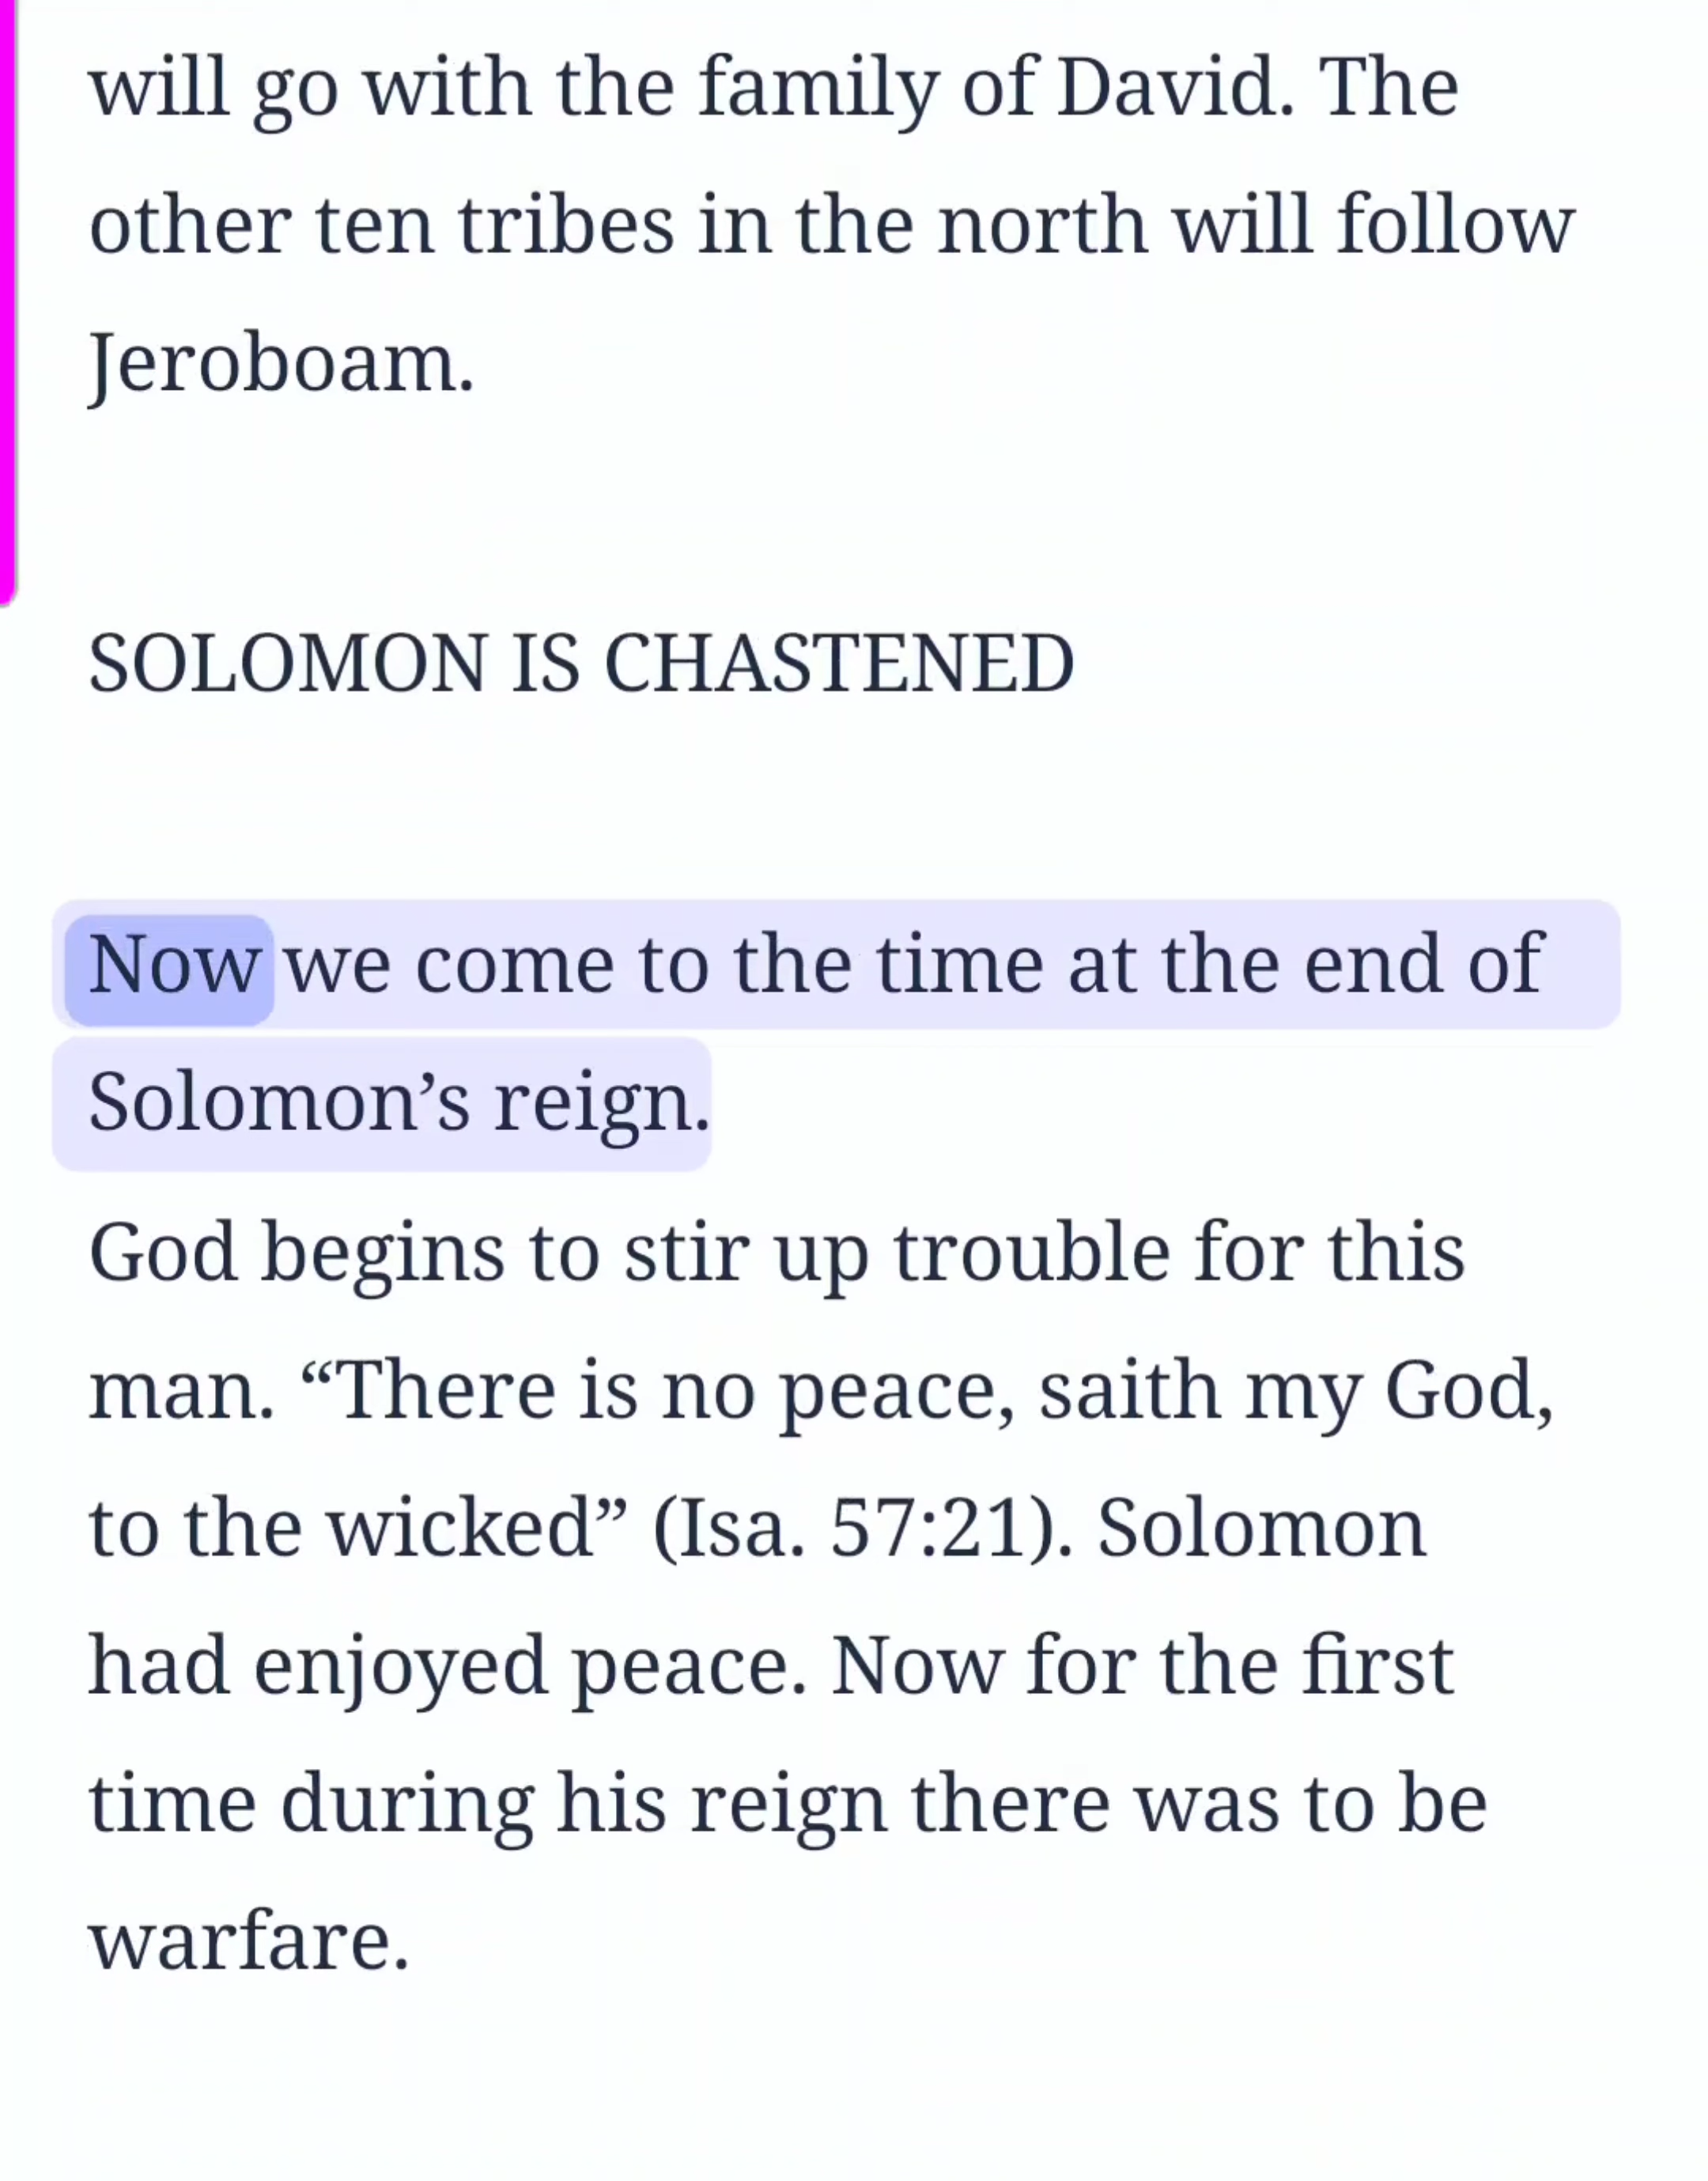 will go with the family of David. The
other ten tribes in the north will follow
Jeroboam.
SOLOMON IS CHASTENED
Now we come to the time at the end of
Solomon’s reign.
God begins to stir up trouble for this
man. “There is no peace, saith my God,
to the wicked” (Isa. 57:21). Solomon
had enjoyed peace. Now for the first
time during his reign there was to be
warfare.